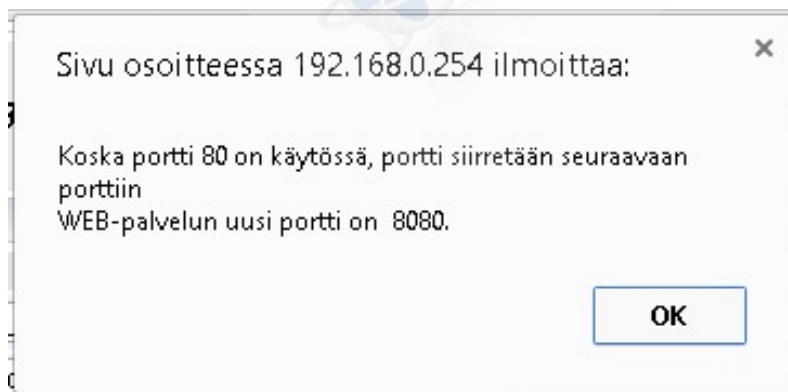 Sivu osoitteessa 192.168.0.254 ilmoittaa:
Koska portti 80 on käytössä, portti siirretään seuraavaan
porttiin
WEB-palvelun uusi portti on 8080.
OK